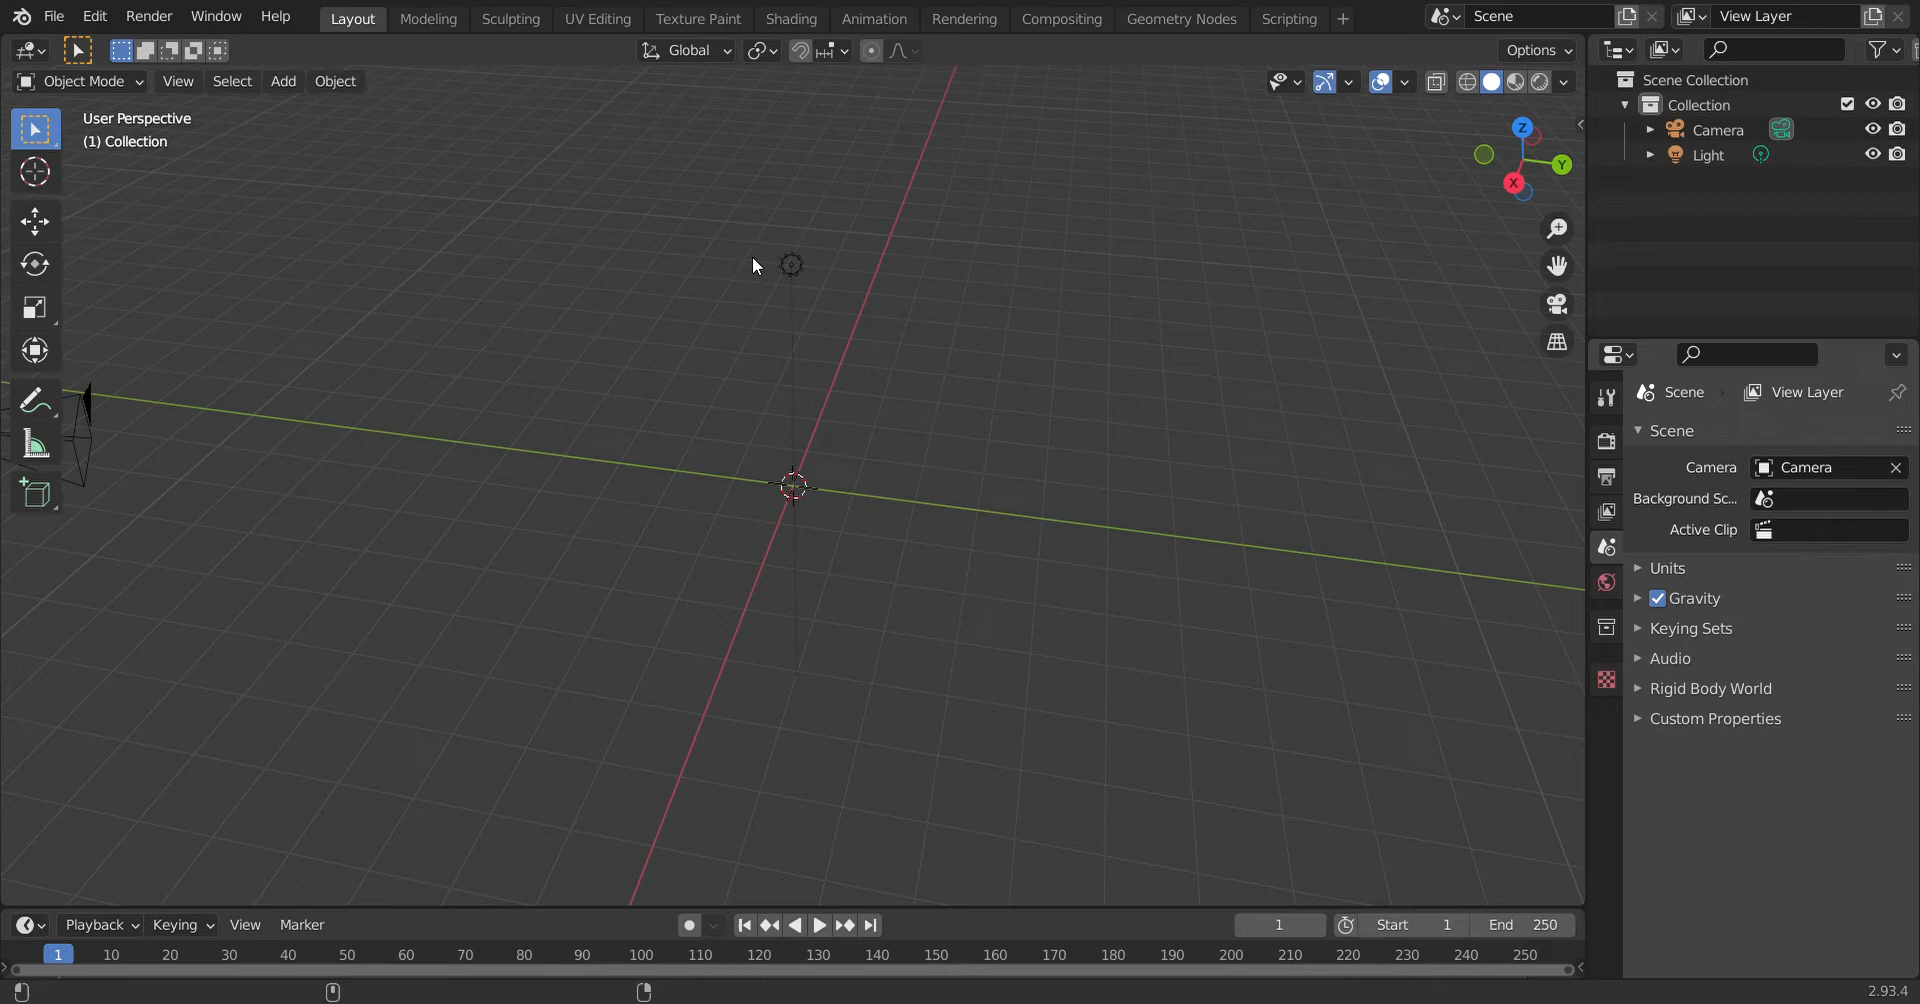 File Edit Render Window Help Layout Modeling Sculpting UV Editing Texture Paint Shading Animation Rendering Compositing Geometry Nodes Scripting + Scene View Layer
Global Options
Object Mode View Select Add Object
User Perspective
(1) Collection
Z
Y
X
Scene Collection
Collection
Camera
Light
Scene View Layer
Scene
Camera Camera
Background Sc...
Active Clip
Units
Gravity
Keying Sets
Audio
Rigid Body World
Custom Properties
Playback Keying View Marker 1 Start 1 End 250
1 10 20 30 40 50 60 70 80 90 100 110 120 130 140 150 160 170 180 190 200 210 220 230 240 250
2.93.4